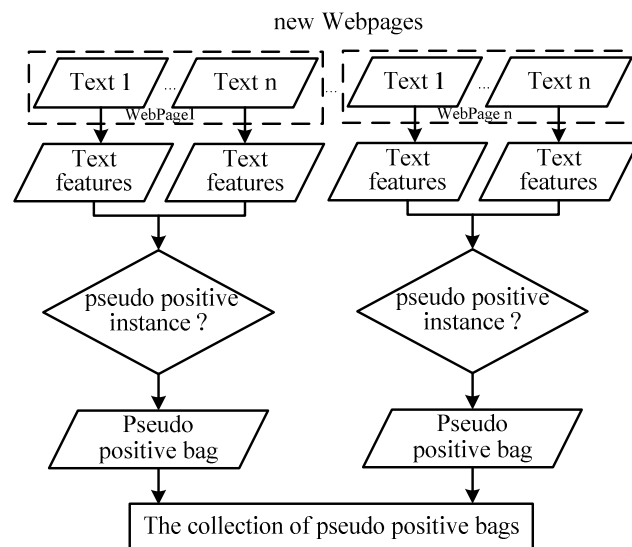 new Webpages
Text 1 ... Text n ... Text 1 ... Text n
WebPage1 WebPage n
Text features Text features Text features Text features
pseudo positive instance ?
pseudo positive instance ?
Pseudo positive bag
Pseudo positive bag
The collection of pseudo positive bags